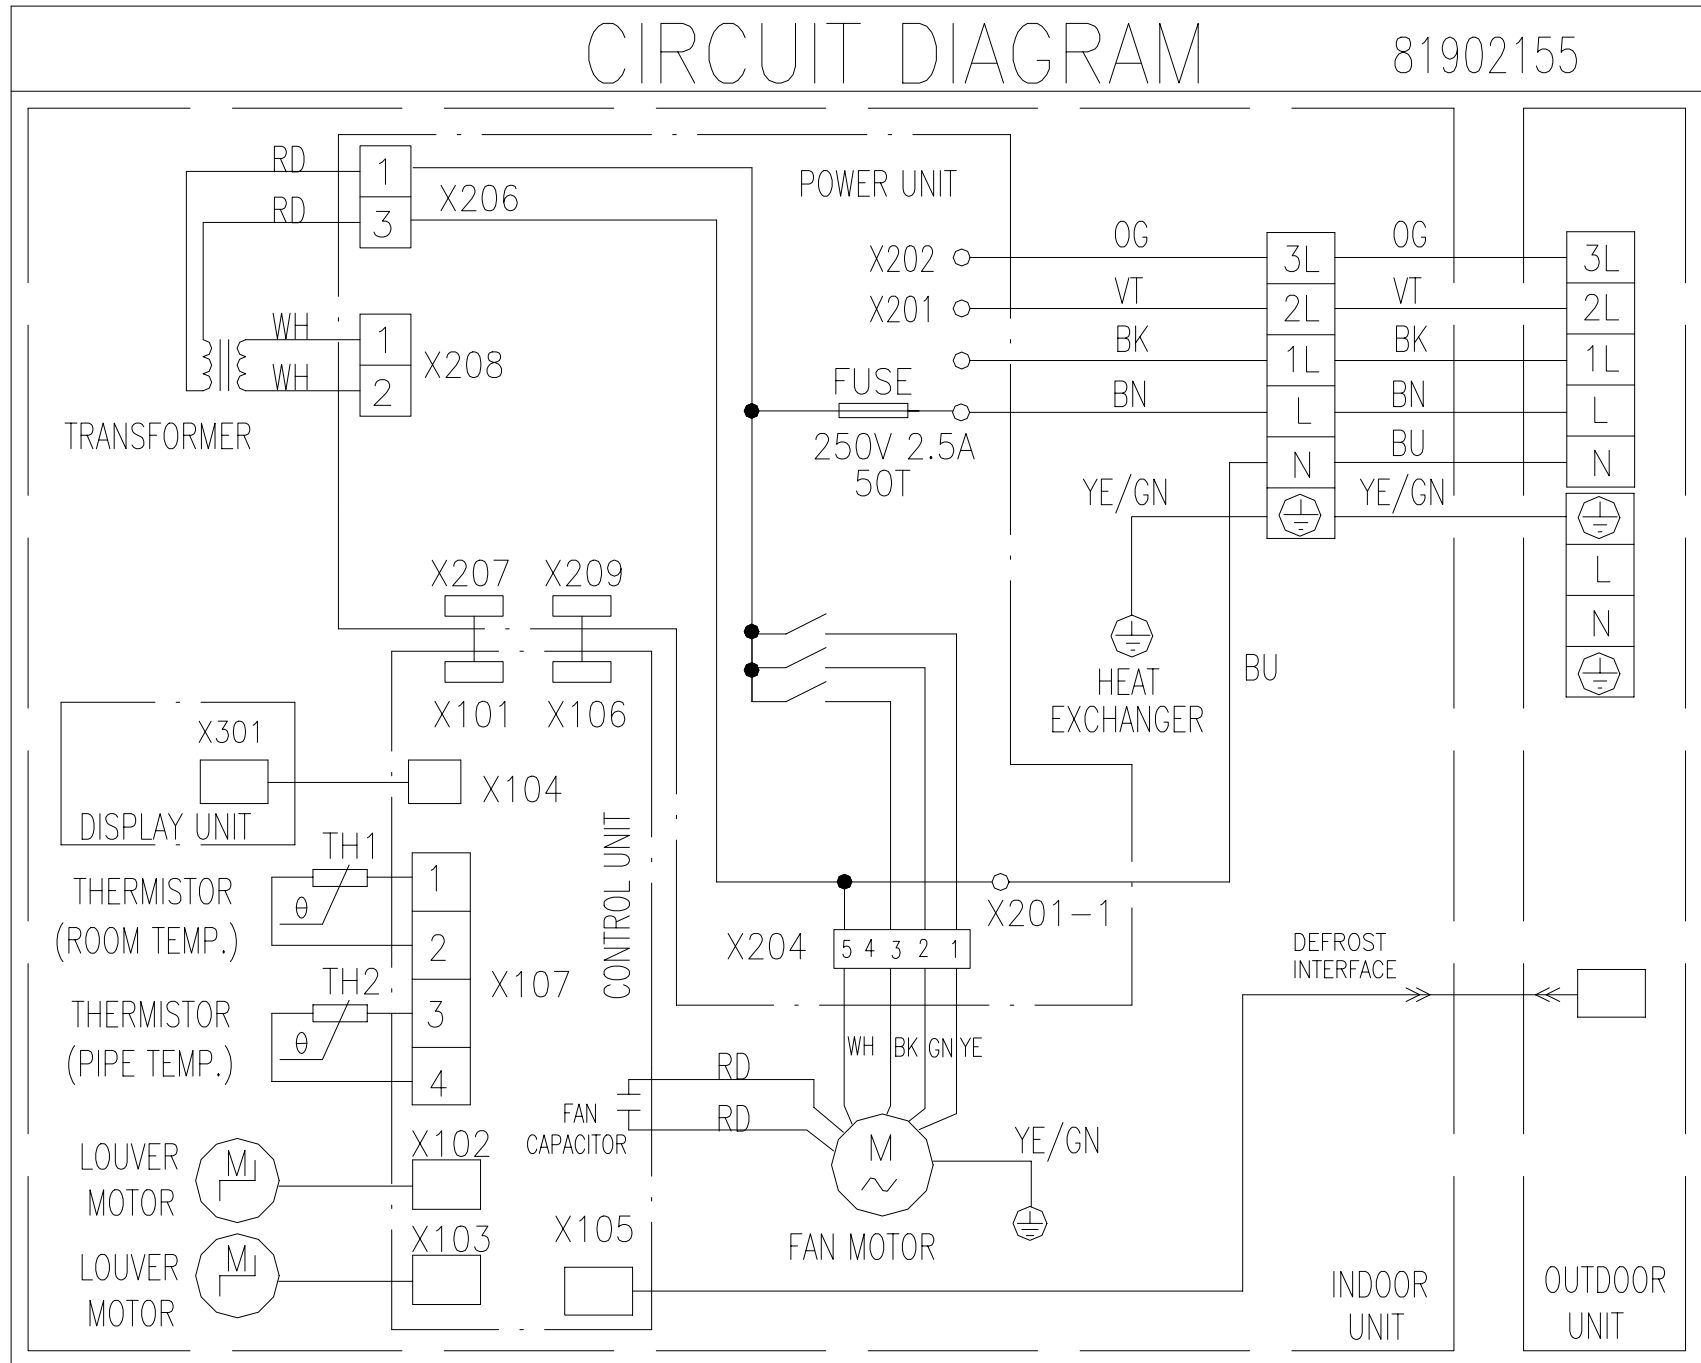 CIRCUIT DIAGRAM 81902155
RD
1
X206
RD
3
POWER UNIT
X202
OG
3L
OG
3L
X201
VT
2L
VT
2L
WH
1
X208
WH
2
BK
1L
BK
1L
FUSE
BN
L
BN
L
TRANSFORMER
250V 2.5A
50T
N
BU
N
YE/GN
YE/GN
L
N
X207
X209
X101
X106
HEAT
EXCHANGER
BU
X301
X104
DISPLAY UNIT
CONTROL UNIT
TH1
THERMISTOR
(ROOM TEMP.)
θ
1
2
TH2
THERMISTOR
(PIPE TEMP.)
θ
3
4
X107
X201-1
X204
5 4 3 2 1
DEFROST
INTERFACE
WH BK GN YE
RD
RD
FAN
CAPACITOR
M
YE/GN
FAN MOTOR
LOUVER
MOTOR
M
X102
LOUVER
MOTOR
M
X103
X105
INDOOR
UNIT
OUTDOOR
UNIT